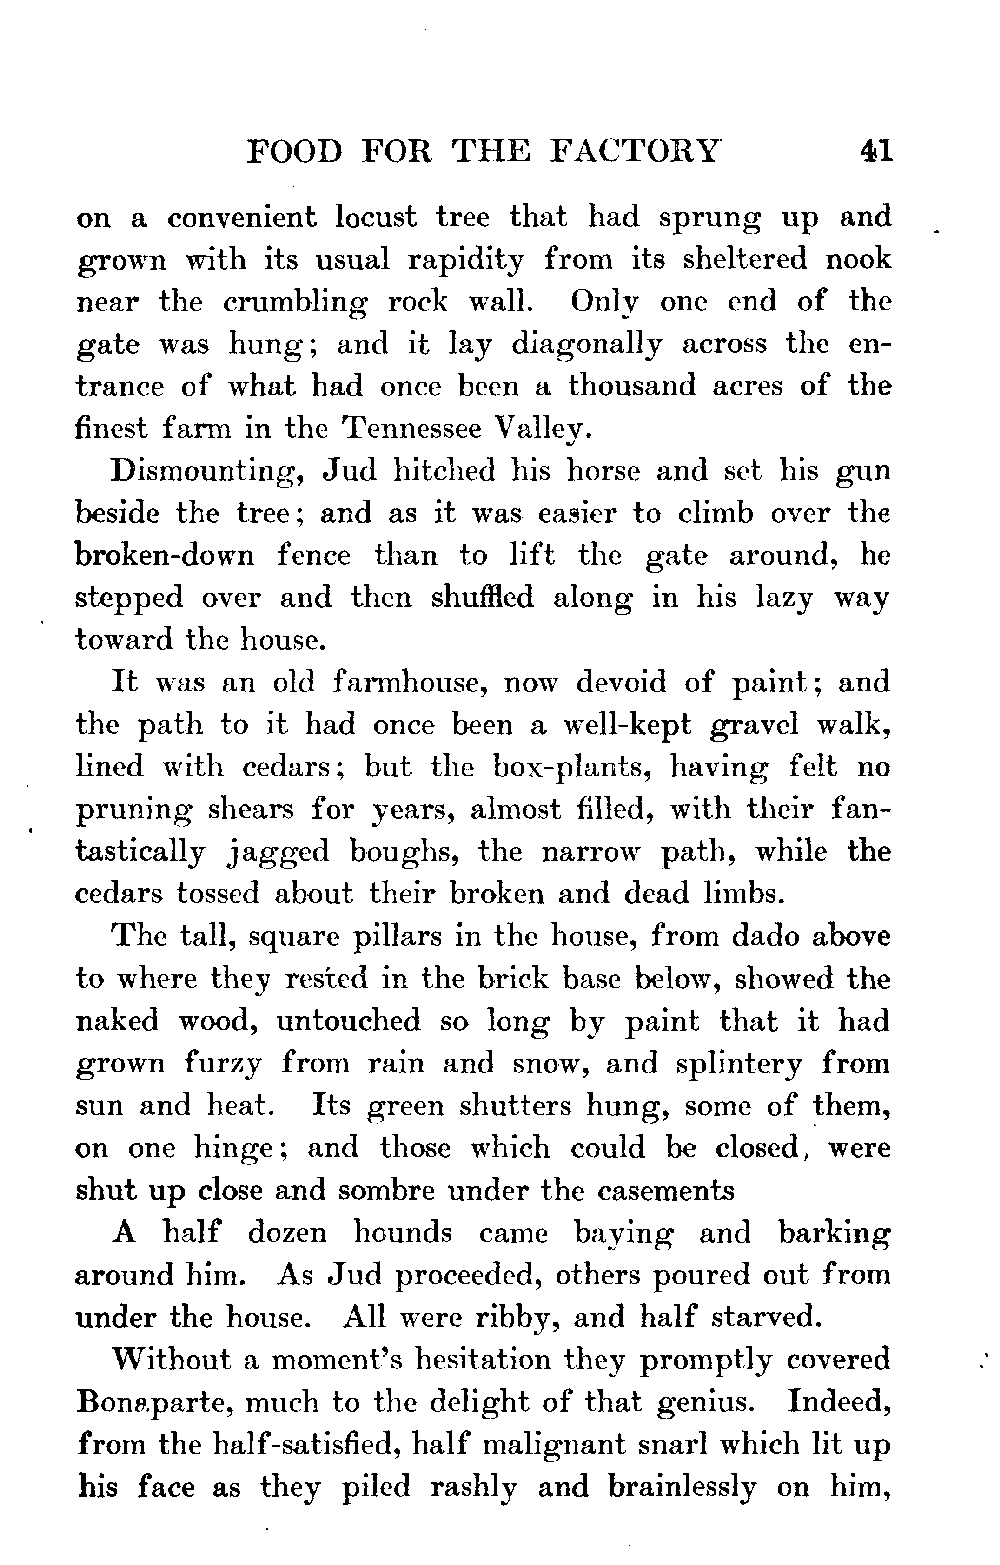 FOOD FOR THE FACTORY 41
on a convenient locust tree that had sprung up and
grown with its usual rapidity from its sheltered nook
near the crumbling rock wall. Only one end of the
gate was hung; and it lay diagonally across the en-
trance of what had once been a thousand acres of the
finest farm in the Tennessee Valley.
Dismounting, Jud hitched his horse and set his gun
beside the tree; and as it was easier to climb over the
broken-down fence than to lift the gate around, he
stepped over and then shuffled along in his lazy way
toward the house.
It was an old farmhouse, now devoid of paint; and
the path to it had once been a well-kept gravel walk,
lined with cedars; but the box-plants, having felt no
pruning shears for years, almost filled, with their fan-
tastically jagged boughs, the narrow path, while the
cedars tossed about their broken and dead limbs.
The tall, square pillars in the house, from dado above
to where they rested in the brick base below, showed the
naked wood, untouched so long by paint that it had
grown furzy from rain and snow, and splintery from
sun and heat. Its green shutters hung, some of them,
on one hinge; and those which could be closed, were
shut up close and sombre under the casements
A half dozen hounds came baying and barking
around him. As Jud proceeded, others poured out from
under the house. All were ribby, and half starved.
Without a moment's hesitation they promptly covered
Bonaparte, much to the delight of that genius. Indeed,
from the half-satisfied, half malignant snarl which lit up
his face as they piled rashly and brainlessly on him,